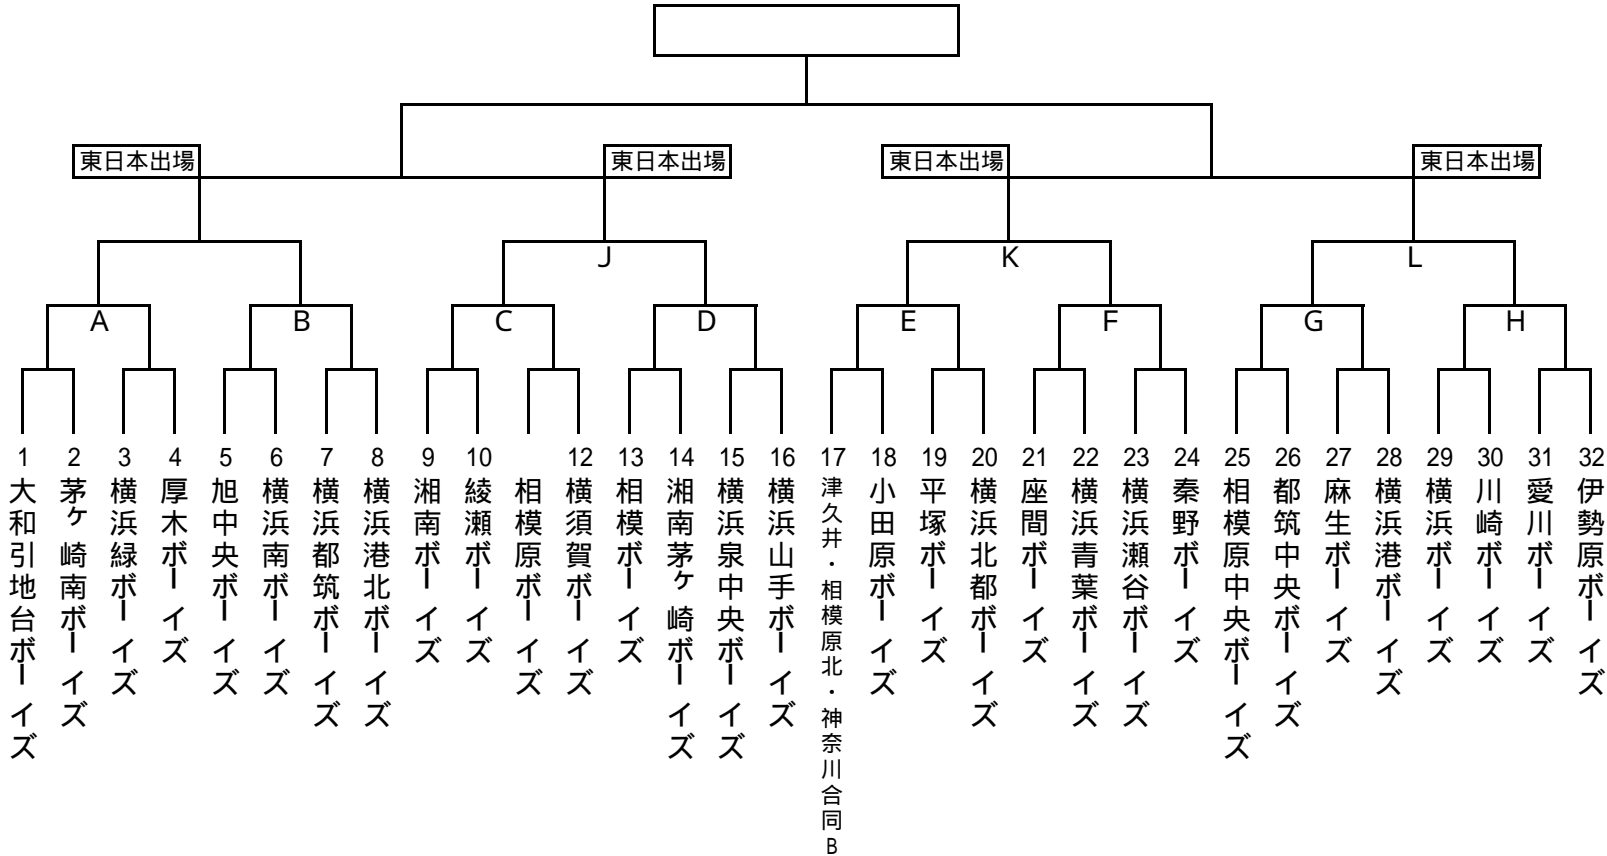 東日本出場
東日本出場
東日本出場
東日本出場
J
K
L
A
B
C
D
E
F
G
H
1 大和引地台ボーイズ
2 茅ヶ崎南ボーイズ
3 横浜緑ボーイズ
4 厚木ボーイズ
5 旭中央ボーイズ
6 横浜南ボーイズ
7 横浜都筑ボーイズ
8 横浜港北ボーイズ
9 湘南ボーイズ
10 綾瀬ボーイズ
相模原ボーイズ
12 横須賀ボーイズ
13 相模ボーイズ
14 湘南茅ヶ崎ボーイズ
15 横浜泉中央ボーイズ
16 横浜山手ボーイズ
17 津久井・相模原北・神奈川合同B
18 小田原ボーイズ
19 平塚ボーイズ
20 横浜北都ボーイズ
21 座間ボーイズ
22 横浜青葉ボーイズ
23 横浜瀬谷ボーイズ
24 秦野ボーイズ
25 相模原中央ボーイズ
26 都筑中央ボーイズ
27 麻生ボーイズ
28 横浜港ボーイズ
29 横浜ボーイズ
30 川崎ボーイズ
31 愛川ボーイズ
32 伊勢原ボーイズ